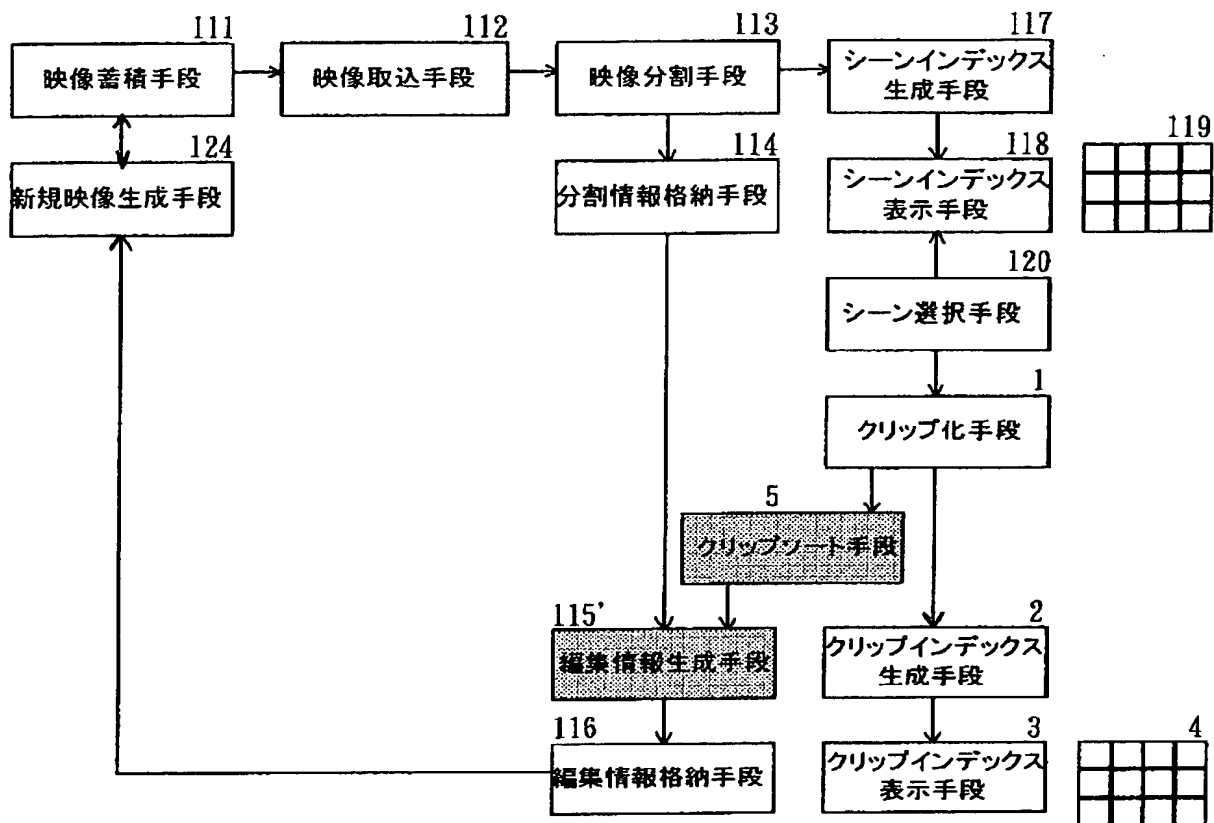 111
映像蓄積手段
112
映像取込手段
113
映像分割手段
117
シーンインデックス
生成手段
124
新規映像生成手段
114
分割情報格納手段
118
シーンインデックス
表示手段
119
120
シーン選択手段
1
クリップ化手段
5
クリップソート手段
115'
編集情報生成手段
2
クリップインデックス
生成手段
116
編集情報格納手段
3
クリップインデックス
表示手段
4